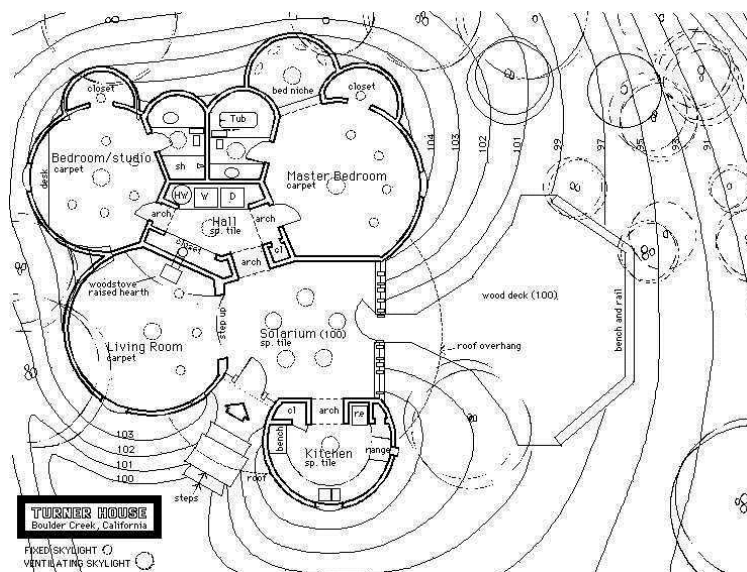 closet
bed niche
closet
Tub
Bedroom/studio
carpet
desk
sh
Master Bedroom
carpet
HW
W
D
arch
Hall
sp. tile
arch
closet
cl
arch
woodstove
raised hearth
step up
Living Room
carpet
Solarium (100)
sp. tile
wood deck (100)
bench and rail
roof overhang
104
103
102
101
99
97
95
93
91
cl
arch
bench
Kitchen
sp. tile
range
103
102
101
100
steps
roof
TURNER HOUSE
Boulder Creek, California
FIXED SKYLIGHT
VENTILATING SKYLIGHT